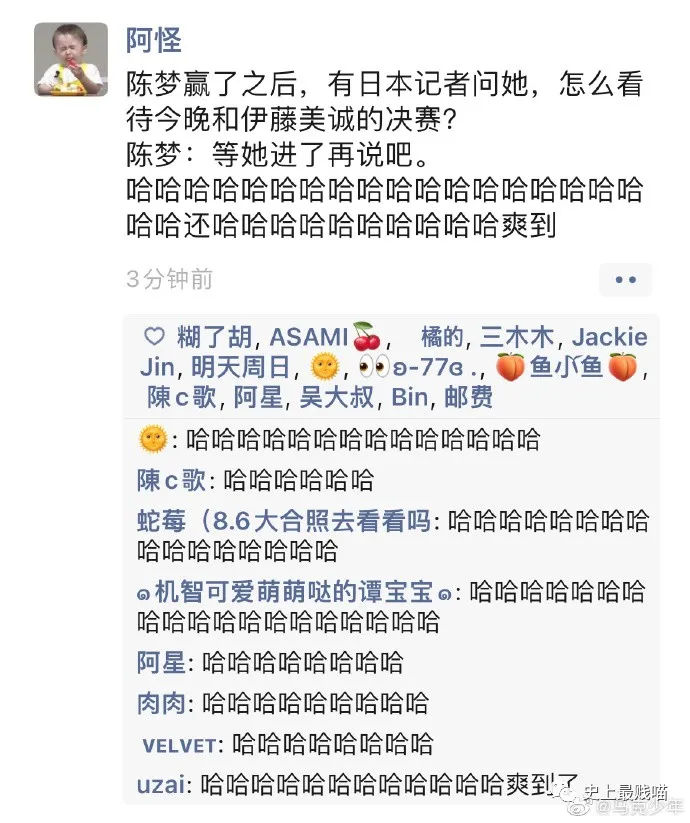 阿怪
陈梦赢了之后，有日本记者问她，怎么看
待今晚和伊藤美诚的决赛？
陈梦：等她进了再说吧。
哈哈哈哈哈哈哈哈哈哈哈哈哈哈哈哈哈哈
哈哈还哈哈哈哈哈哈哈哈哈哈爽到
3分钟前
糊了胡, ASAMI🍒, 橘的, 三木木, Jackie
Jin, 明天周日, 🌞, 👀ʚ-77ɞ ., 🍑鱼小鱼🍑,
陳c歌, 阿星, 吴大叔, Bin, 邮费
🌞: 哈哈哈哈哈哈哈哈哈哈哈哈哈哈
陳c歌: 哈哈哈哈哈哈
蛇莓（8.6大合照去看看吗: 哈哈哈哈哈哈哈哈
哈哈哈哈哈哈哈哈
๑机智可爱萌萌哒的谭宝宝๑: 哈哈哈哈哈哈哈
哈哈哈哈哈哈哈哈哈哈哈哈
阿星: 哈哈哈哈哈哈哈哈
肉肉: 哈哈哈哈哈哈哈哈哈
VELVET: 哈哈哈哈哈哈哈哈
uzai: 哈哈哈哈哈哈哈哈哈哈哈哈爽到了
史上最贱喵
@马克少年